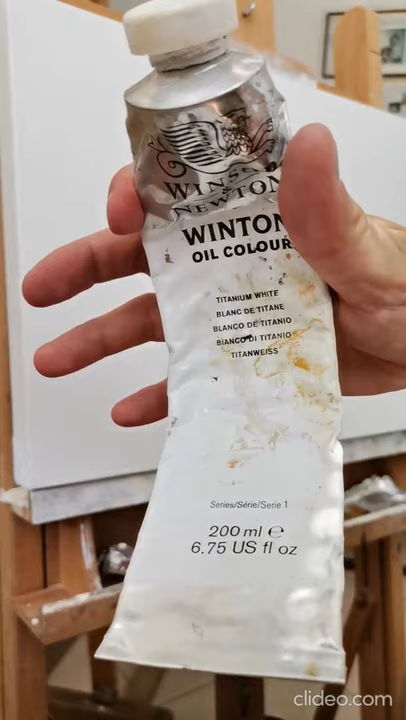 WINSOR
& NEWTON
WINTON
OIL COLOUR
TITANIUM WHITE
BLANC DE TITANE
BLANCO DE TITANIO
BIANCO DI TITANIO
TITANWEISS
Series/Série/Serie 1
200 ml ℮
6.75 US fl oz
clideo.com